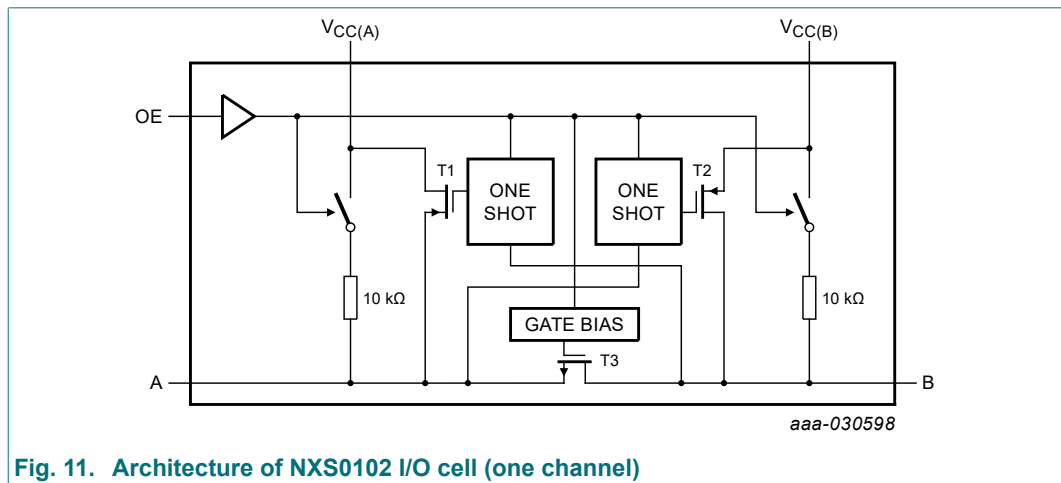 VCC(A)
VCC(B)
OE
T1
ONE
SHOT
ONE
SHOT
T2
10 kΩ
10 kΩ
GATE BIAS
T3
A
B
aaa-030598
Fig. 11. Architecture of NXS0102 I/O cell (one channel)